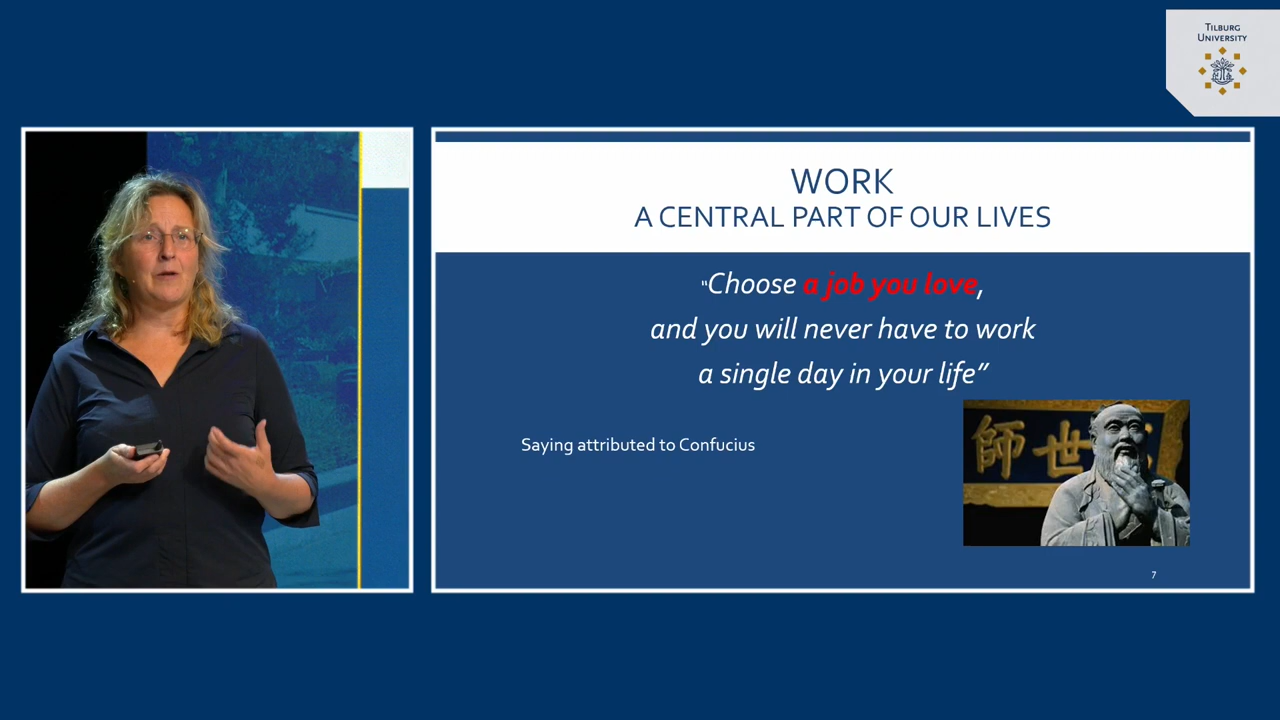 TILBURG
UNIVERSITY
WORK
A CENTRAL PART OF OUR LIVES
“Choose a job you love,
and you will never have to work
a single day in your life”
Saying attributed to Confucius
師世
7